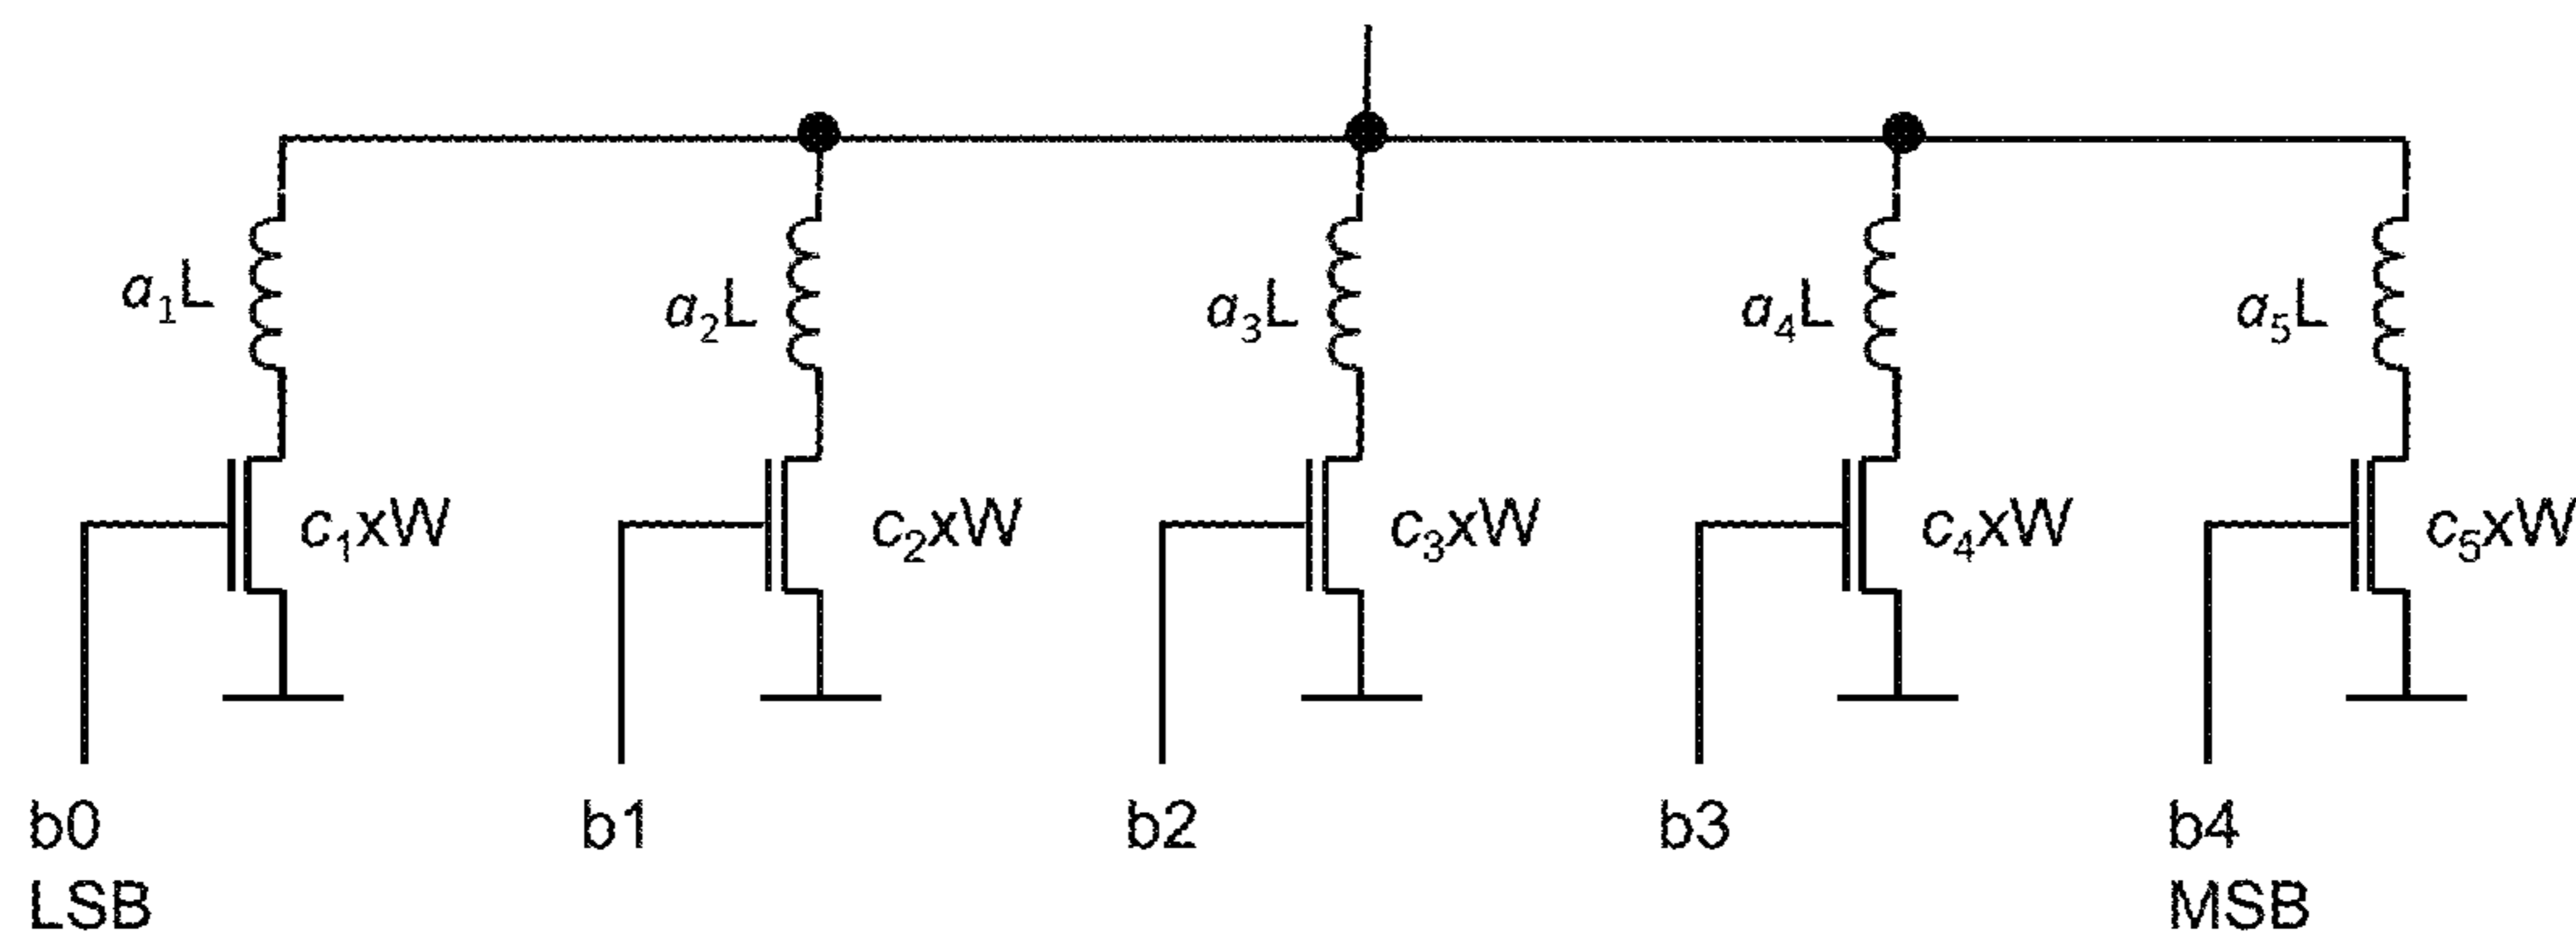 a₁L
a₂L
a₃L
a₄L
a₅L
c₁xW
c₂xW
c₃xW
c₄xW
c₅xW
b0
LSB
b1
b2
b3
b4
MSB